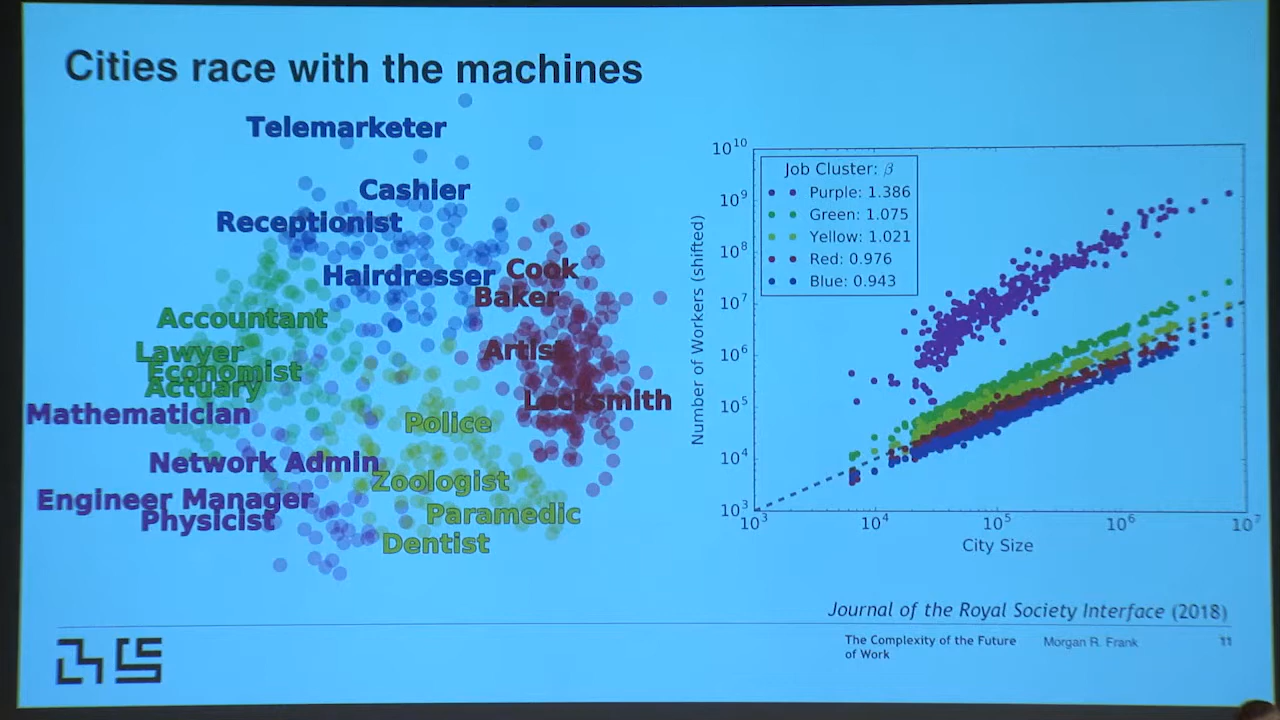 Cities race with the machines
Telemarketer
Cashier
Receptionist
Hairdresser
Cook
Baker
Accountant
Lawyer
Economist
Actuary
Artist
Locksmith
Mathematician
Police
Network Admin
Zoologist
Engineer Manager
Physicist
Paramedic
Dentist
Number of Workers (shifted)
10^10
10^9
10^8
10^7
10^6
10^5
10^4
10^3
Job Cluster: β
Purple: 1.386
Green: 1.075
Yellow: 1.021
Red: 0.976
Blue: 0.943
10^3 10^4 10^5 10^6 10^7
City Size
Journal of the Royal Society Interface (2018)
The Complexity of the Future
of Work
Morgan R. Frank
11